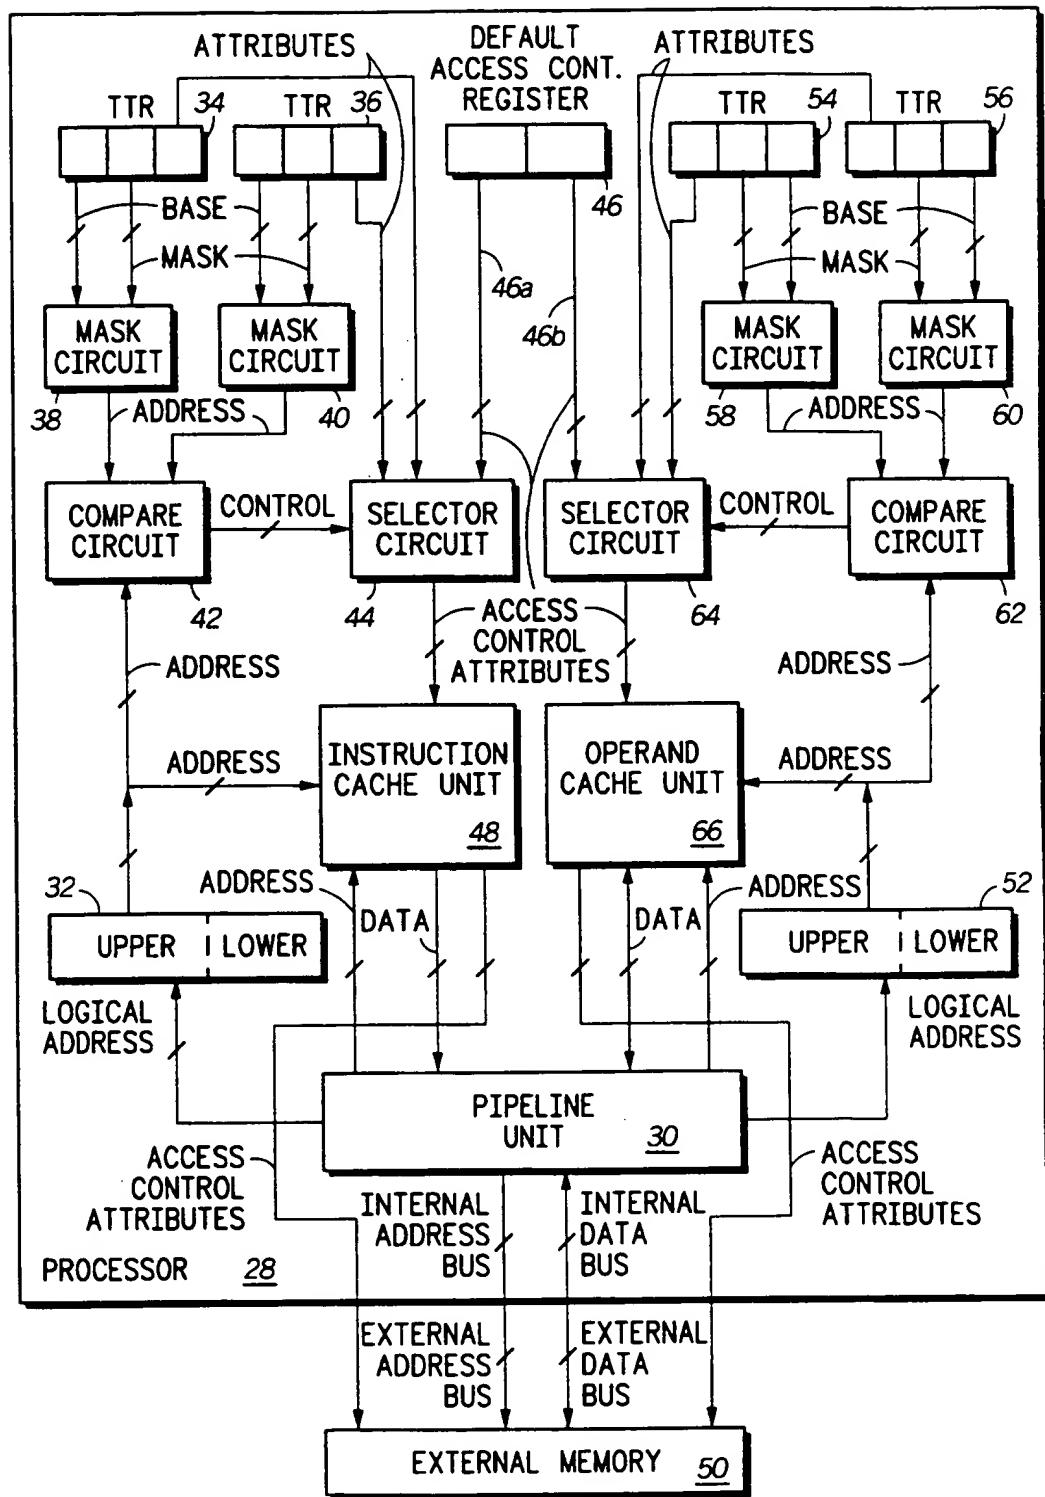 ATTRIBUTES
DEFAULT
ACCESS CONT.
REGISTER
ATTRIBUTES
TTR
34
TTR
36
46
TTR
54
TTR
56
BASE
MASK
46a
46b
BASE
MASK
MASK
CIRCUIT
38
MASK
CIRCUIT
40
MASK
CIRCUIT
58
MASK
CIRCUIT
60
ADDRESS
ADDRESS
COMPARE
CIRCUIT
42
CONTROL
SELECTOR
CIRCUIT
44
SELECTOR
CIRCUIT
64
CONTROL
COMPARE
CIRCUIT
62
ACCESS
CONTROL
ATTRIBUTES
ADDRESS
ADDRESS
ADDRESS
INSTRUCTION
CACHE UNIT
48
OPERAND
CACHE UNIT
66
ADDRESS
32
UPPER
LOWER
LOGICAL
ADDRESS
ADDRESS
DATA
DATA
ADDRESS
52
UPPER
LOWER
LOGICAL
ADDRESS
PIPELINE
UNIT
30
ACCESS
CONTROL
ATTRIBUTES
INTERNAL
ADDRESS
BUS
INTERNAL
DATA
BUS
ACCESS
CONTROL
ATTRIBUTES
PROCESSOR 28
EXTERNAL
ADDRESS
BUS
EXTERNAL
DATA
BUS
EXTERNAL MEMORY 50